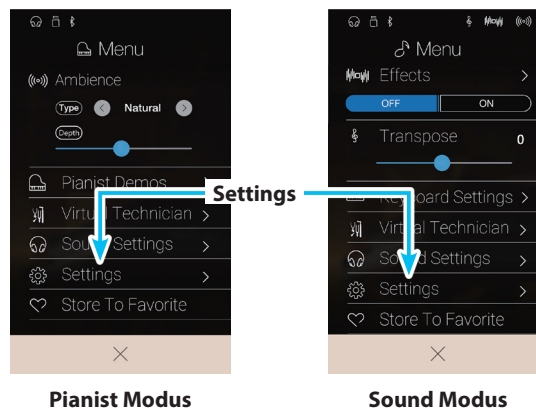 Menu
Ambience
Type Natural
Depth
Pianist Demos
Virtual Technician
Sound Settings
Settings
Store To Favorite
Pianist Modus
Settings
Menu
Effects
OFF ON
Transpose 0
Keyboard Settings
Virtual Technician
Sound Settings
Settings
Store To Favorite
Sound Modus